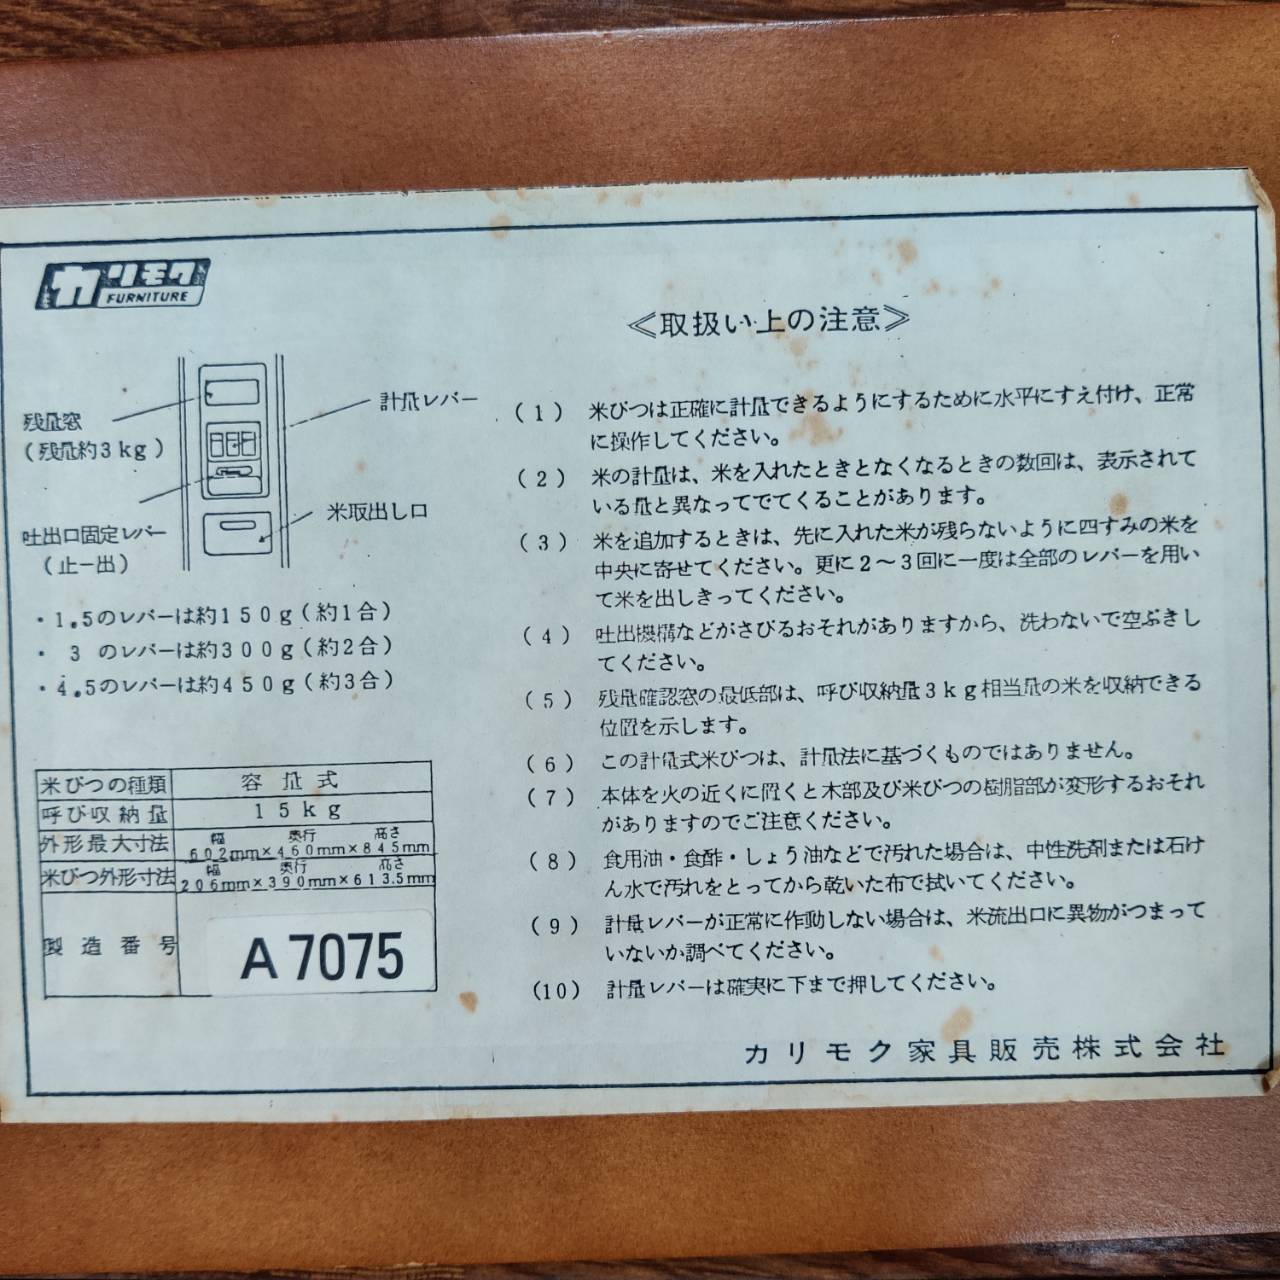 カリモク
FURNITURE
≪取扱い上の注意≫
残量窓
(残量約3kg)
計量レバー
吐出口固定レバー
(止ー出)
米取出し口
・1.5のレバーは約150g(約1合)
・3 のレバーは約300g(約2合)
・4.5のレバーは約450g(約3合)
米びつの種類 容量式
呼び収納量 15kg
外形最大寸法 幅 奥行 高さ
602mm×460mm×845mm
米びつ外形寸法 幅 奥行 高さ
206mm×390mm×613.5mm
製造番号 A7075
(1) 米びつは正確に計量できるようにするために水平にすえ付け、正常
に操作してください。
(2) 米の計量は、米を入れたときとなくなるときの数回は、表示されて
いる量と異なってでてくることがあります。
(3) 米を追加するときは、先に入れた米が残らないように四すみの米を
中央に寄せてください。更に2〜3回に一度は全部のレバーを用い
て米を出しきってください。
(4) 吐出機構などがさびるおそれがありますから、洗わないで空ぶきし
てください。
(5) 残量確認窓の最低部は、呼び収納量3kg相当量の米を収納できる
位置を示します。
(6) この計量式米びつは、計量法に基づくものではありません。
(7) 本体を火の近くに置くと木部及び米びつの樹脂部が変形するおそれ
がありますのでご注意ください。
(8) 食用油・食酢・しょう油などで汚れた場合は、中性洗剤または石け
ん水で汚れをとってから乾いた布で拭いてください。
(9) 計量レバーが正常に作動しない場合は、米流出口に異物がつまって
いないか調べてください。
(10) 計量レバーは確実に下まで押してください。
カリモク家具販売株式会社